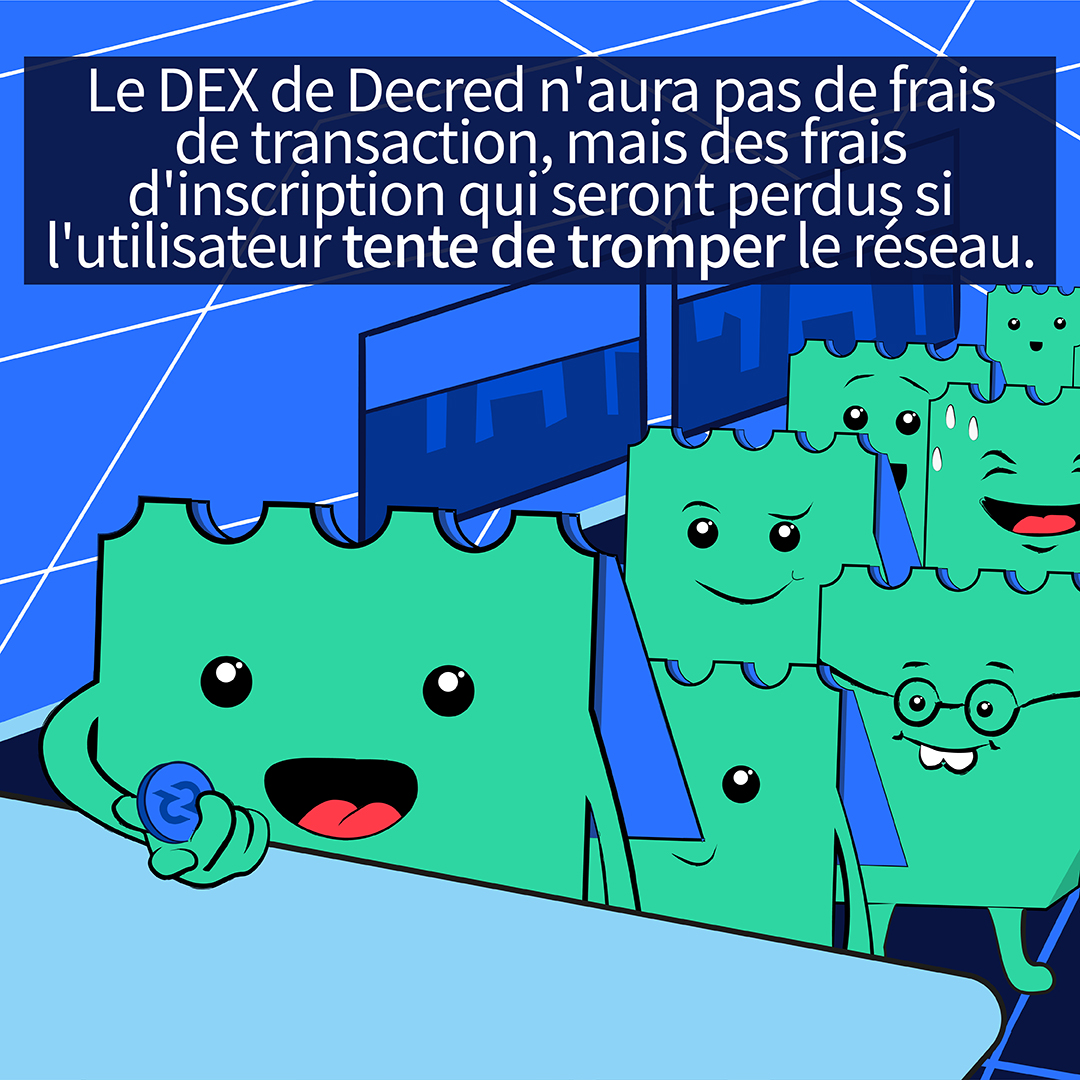 Le DEX de Decred n'aura pas de frais
de transaction, mais des frais
d'inscription qui seront perdus si
l'utilisateur tente de tromper le réseau.